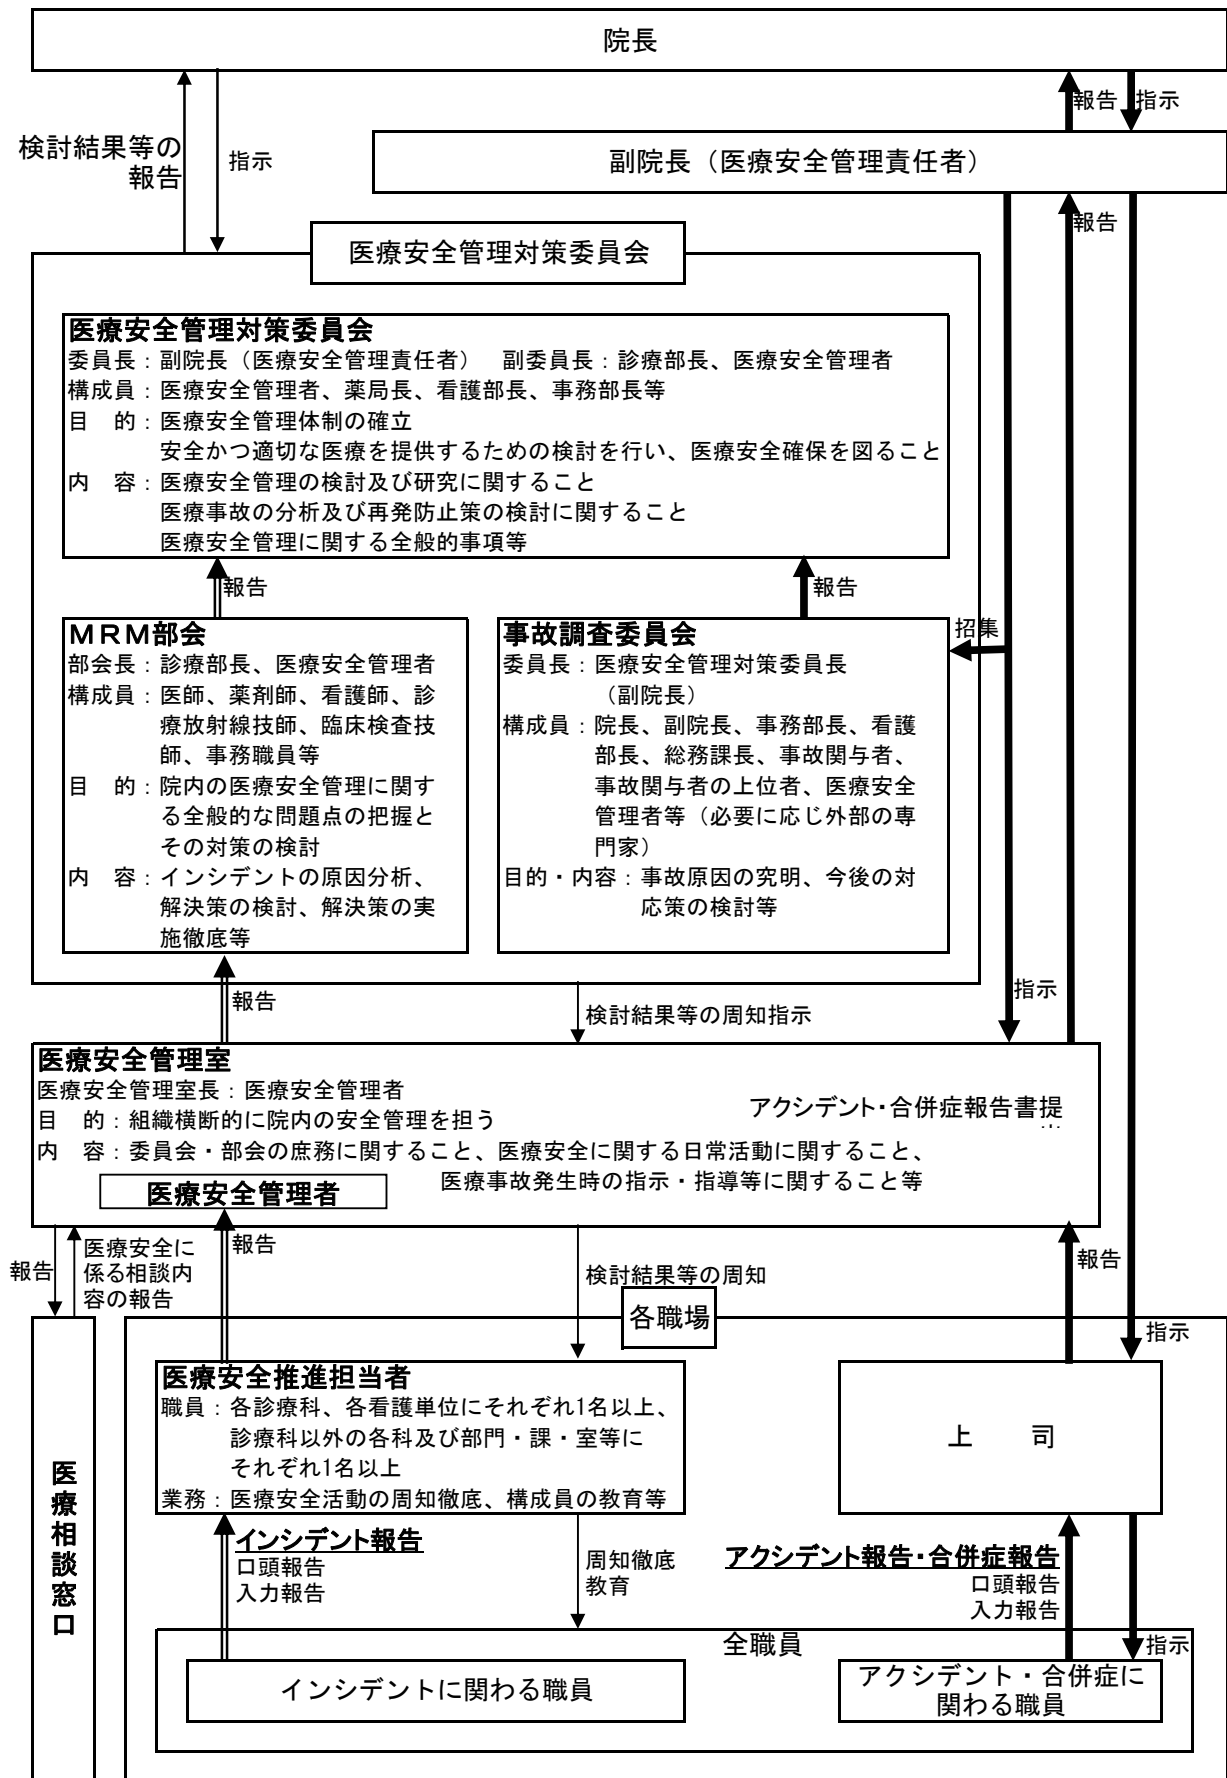 院長
報告
指示
検討結果等の
報告
指示
副院長（医療安全管理責任者）
報告
医療安全管理対策委員会
医療安全管理対策委員会
委員長：副院長（医療安全管理責任者）　副委員長：診療部長、医療安全管理者
構成員：医療安全管理者、薬局長、看護部長、事務部長等
目　的：医療安全管理体制の確立
安全かつ適切な医療を提供するための検討を行い、医療安全確保を図ること
内　容：医療安全管理の検討及び研究に関すること
医療事故の分析及び再発防止策の検討に関すること
医療安全管理に関する全般的事項等
報告
報告
ＭＲＭ部会
部会長：診療部長、医療安全管理者
構成員：医師、薬剤師、看護師、診
療放射線技師、臨床検査技
師、事務職員等
目　的：院内の医療安全管理に関す
る全般的な問題点の把握と
その対策の検討
内　容：インシデントの原因分析、
解決策の検討、解決策の実
施徹底等
事故調査委員会
委員長：医療安全管理対策委員長
（副院長）
構成員：院長、副院長、事務部長、看護
部長、総務課長、事故関与者、
事故関与者の上位者、医療安全
管理者等（必要に応じ外部の専
門家）
目的・内容：事故原因の究明、今後の対
応策の検討等
招集
報告
検討結果等の周知指示
指示
医療安全管理室
医療安全管理室長：医療安全管理者
目　的：組織横断的に院内の安全管理を担う
アクシデント・合併症報告書提
内　容：委員会・部会の庶務に関すること、医療安全に関する日常活動に関すること、
医療事故発生時の指示・指導等に関すること等
医療安全管理者
報告
医療安全に
係る相談内
容の報告
報告
検討結果等の周知
報告
各職場
指示
医療相談窓口
医療安全推進担当者
職員：各診療科、各看護単位にそれぞれ1名以上、
診療科以外の各科及び部門・課・室等に
それぞれ1名以上
業務：医療安全活動の周知徹底、構成員の教育等
上　　司
インシデント報告
口頭報告
入力報告
周知徹底
教育
アクシデント報告・合併症報告
口頭報告
入力報告
全職員
指示
インシデントに関わる職員
アクシデント・合併症に
関わる職員